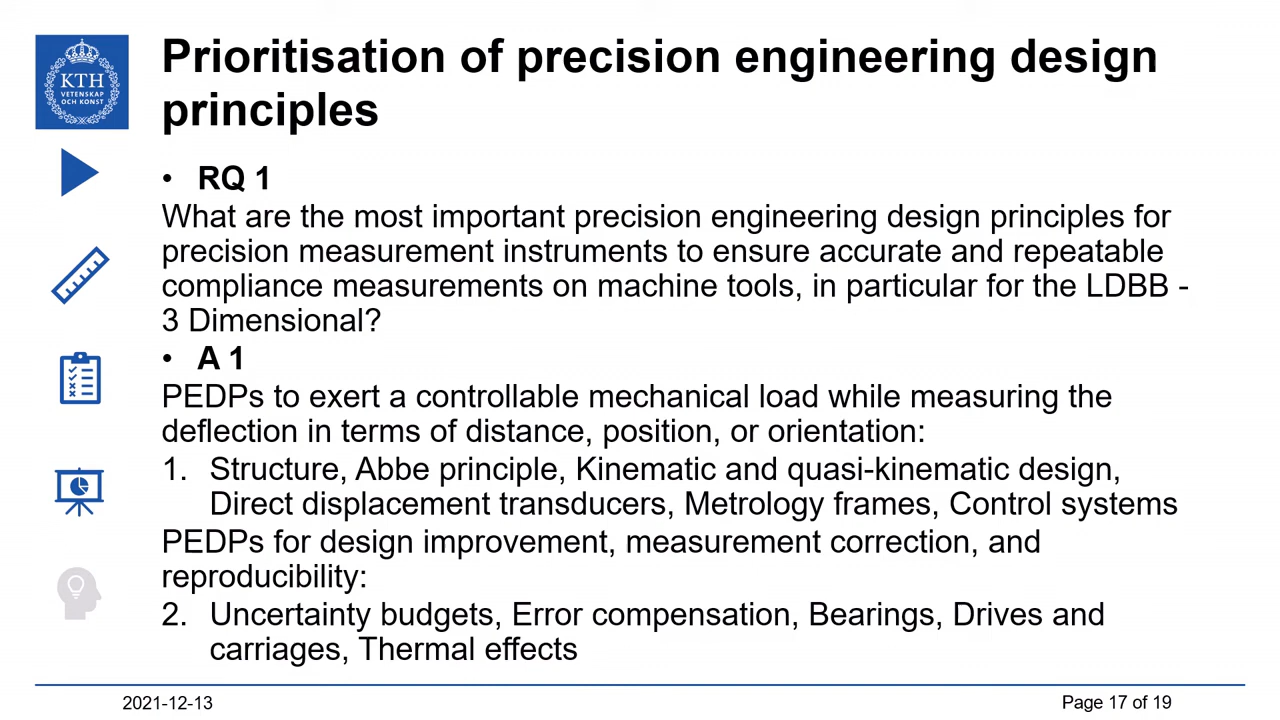 Prioritisation of precision engineering design
principles
KTH
VETENSKAP
OCH KONST
• RQ 1
What are the most important precision engineering design principles for
precision measurement instruments to ensure accurate and repeatable
compliance measurements on machine tools, in particular for the LDBB -
3 Dimensional?
• A 1
PEDPs to exert a controllable mechanical load while measuring the
deflection in terms of distance, position, or orientation:
1. Structure, Abbe principle, Kinematic and quasi-kinematic design,
Direct displacement transducers, Metrology frames, Control systems
PEDPs for design improvement, measurement correction, and
reproducibility:
2. Uncertainty budgets, Error compensation, Bearings, Drives and
carriages, Thermal effects
2021-12-13
Page 17 of 19